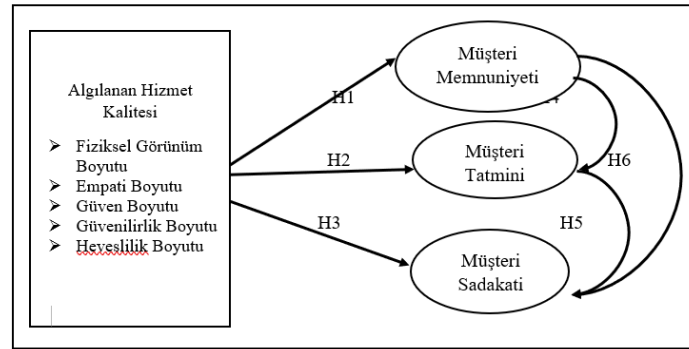 Algılanan Hizmet
Kalitesi
Fiziksel Görünüm
Boyutu
Empati Boyutu
Güven Boyutu
Güvenilirlik Boyutu
Heveslilik Boyutu
H1
H2
H3
Müşteri
Memnuniyeti
Müşteri
Tatmini
H6
H5
Müşteri
Sadakati